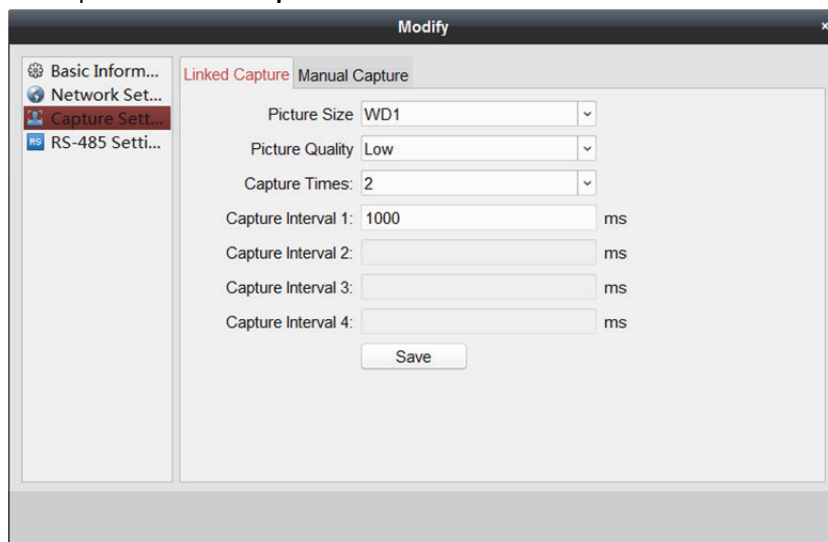 Modify
Basic Inform...
Network Set...
Capture Sett...
RS-485 Setti...
Linked Capture Manual Capture
Picture Size WD1
Picture Quality Low
Capture Times: 2
Capture Interval 1: 1000 ms
Capture Interval 2: ms
Capture Interval 3: ms
Capture Interval 4: ms
Save